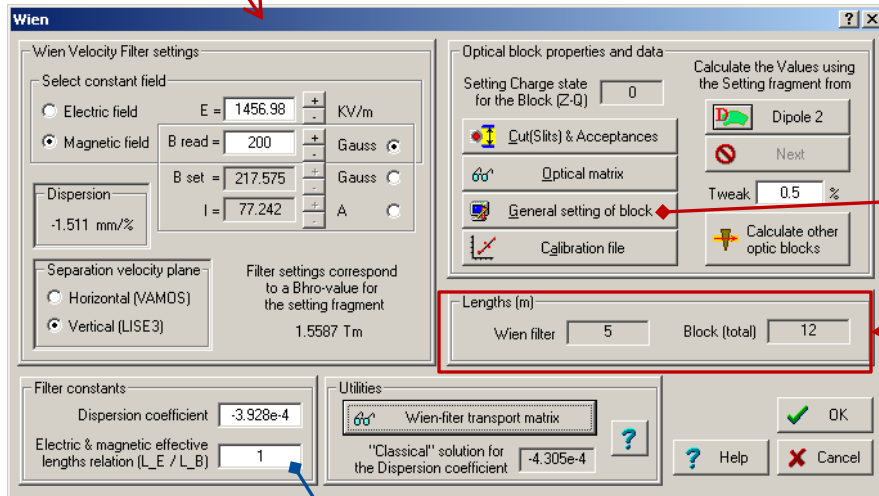 Wien
Wien Velocity Filter settings
Select constant field
Electric field
E = 1456.98 + - KV/m
Magnetic field
B read = 200 + - Gauss
B set = 217.575 + - Gauss
I = 77.242 + - A
Dispersion
-1.511 mm/%
Separation velocity plane
Horizontal (VAMOS)
Vertical (LISE3)
Filter settings correspond
to a Bhro-value for
the setting fragment
1.5587 Tm
Optical block properties and data
Setting Charge state
for the Block (Z-Q) 0
Cut(Slits) & Acceptances
Optical matrix
General setting of block
Calibration file
Calculate the Values using
the Setting fragment from
D Dipole 2
Next
Tweak 0.5 %
Calculate other
optic blocks
Lengths (m)
Wien filter 5 Block (total) 12
Filter constants
Dispersion coefficient -3.928e-4
Electric & magnetic effective
lengths relation (L_E / L_B) 1
Utilities
Wien-fiter transport matrix
"Classical" solution for
the Dispersion coefficient -4.305e-4
?
OK
? Help
Cancel